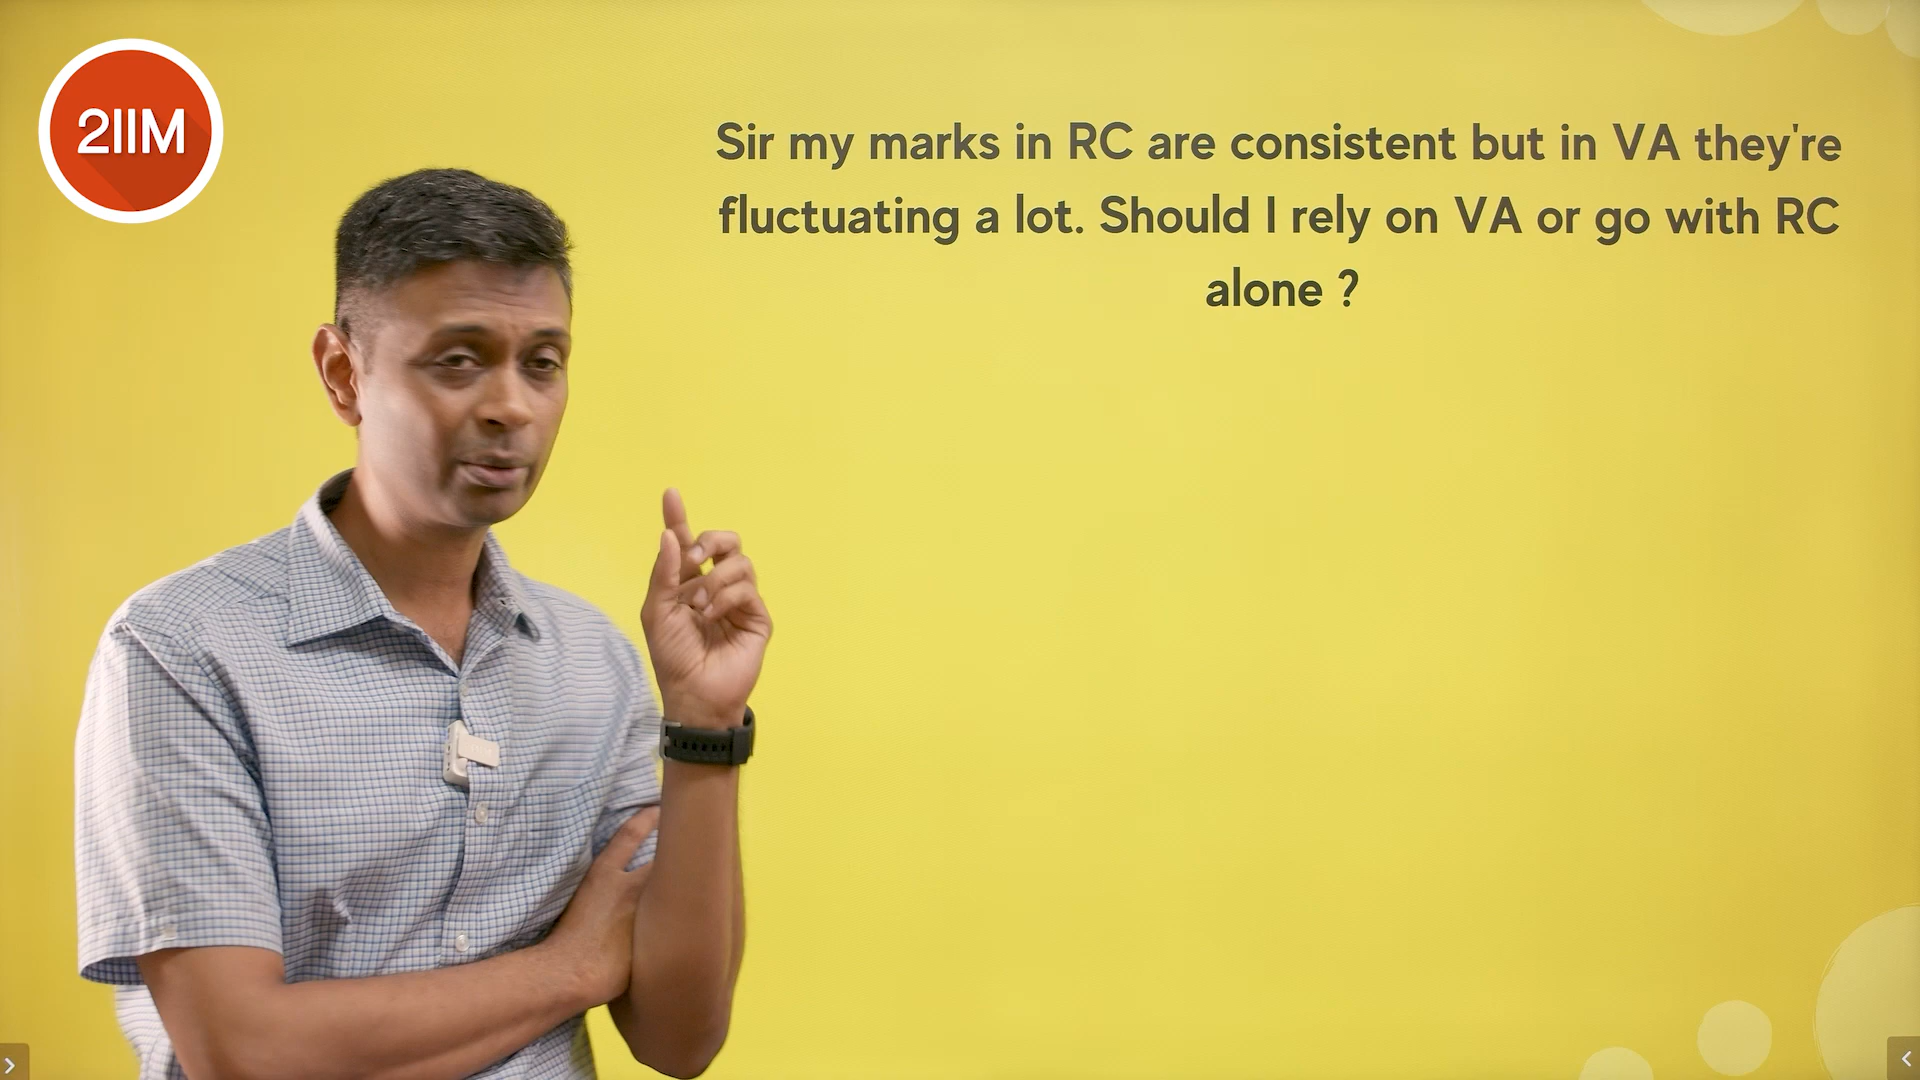 2IIM
Sir my marks in RC are consistent but in VA they're
fluctuating a lot. Should I rely on VA or go with RC
alone ?